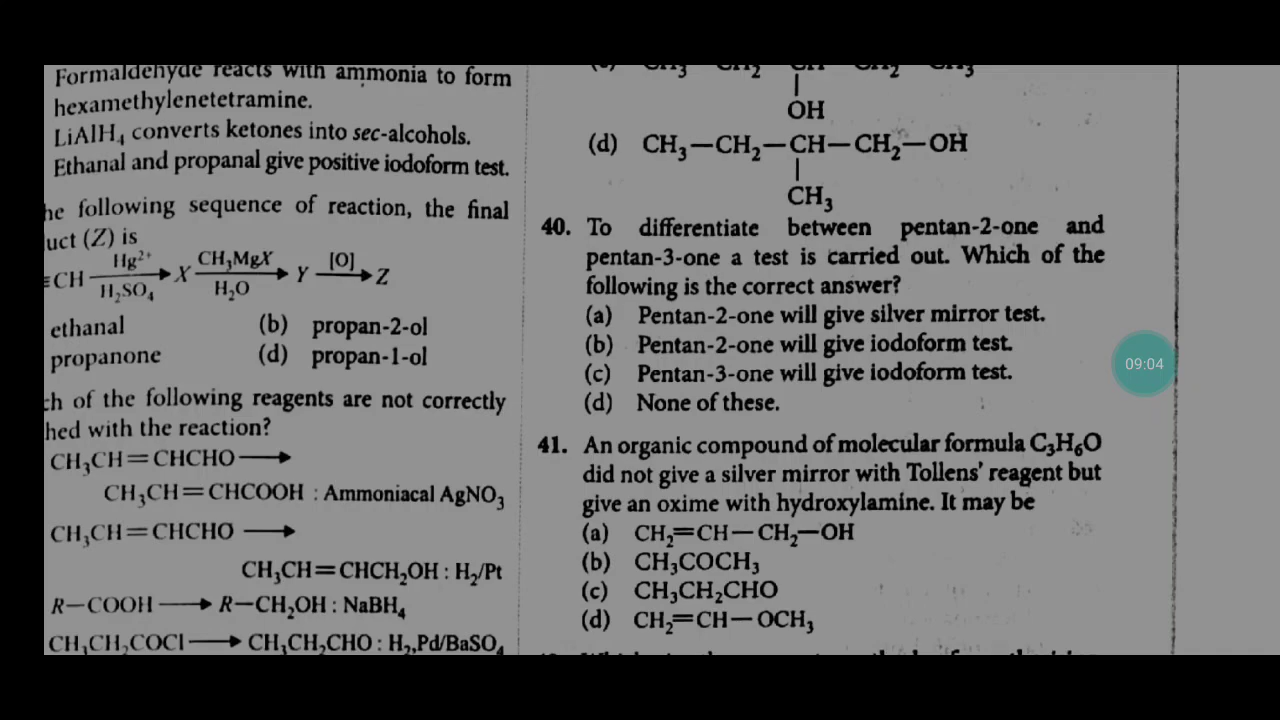 Formaldehyde reacts with ammonia to form
hexamethylenetetramine.
LiAlH₄ converts ketones into sec-alcohols.
Ethanal and propanal give positive iodoform test.
he following sequence of reaction, the final
uct (Z) is
≡CH —Hg²⁺/H₂SO₄→ X —CH₃MgX/H₂O→ Y —[O]→ Z
ethanal (b) propan-2-ol
propanone (d) propan-1-ol
ch of the following reagents are not correctly
hed with the reaction?
CH₃CH=CHCHO⟶
CH₃CH=CHCOOH : Ammoniacal AgNO₃
CH₃CH=CHCHO ⟶
CH₃CH=CHCH₂OH : H₂/Pt
R—COOH ⟶ R—CH₂OH : NaBH₄
CH₃CH₂COCl ⟶ CH₃CH₂CHO : H₂,Pd/BaSO₄
OH
(d) CH₃—CH₂—CH—CH₂—OH
CH₃
40. To differentiate between pentan-2-one and
pentan-3-one a test is carried out. Which of the
following is the correct answer?
(a) Pentan-2-one will give silver mirror test.
(b) Pentan-2-one will give iodoform test.
(c) Pentan-3-one will give iodoform test.
(d) None of these.
41. An organic compound of molecular formula C₃H₆O
did not give a silver mirror with Tollens' reagent but
give an oxime with hydroxylamine. It may be
(a) CH₂=CH—CH₂—OH
(b) CH₃COCH₃
(c) CH₃CH₂CHO
(d) CH₂=CH—OCH₃
09:04